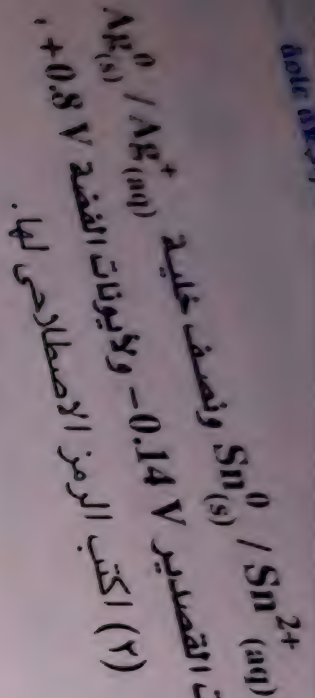 Sn⁰(s) / Sn²⁺(aq) ونصف خلية Ag⁰(s) / Ag⁺(aq)
القصدير −0.14 V ولأيونات الفضة +0.8 V ،
(٢) اكتب الرمز الاصطلاحى لها.